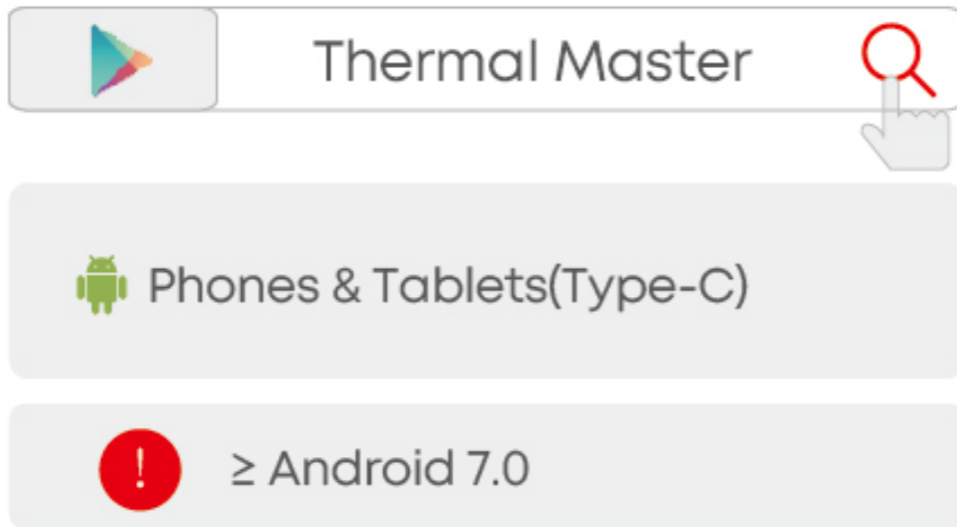 Thermal Master
Phones & Tablets(Type-C)
! ≥ Android 7.0